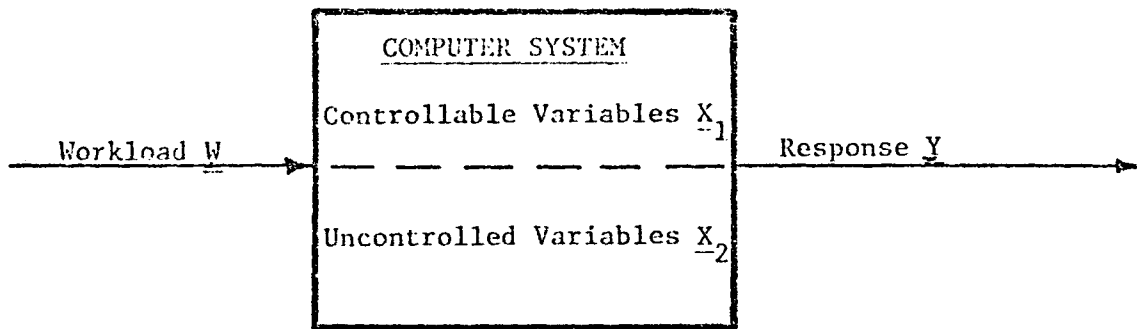 COMPUTER SYSTEM
Controllable Variables X1
Workload W
Response Y
Uncontrolled Variables X2